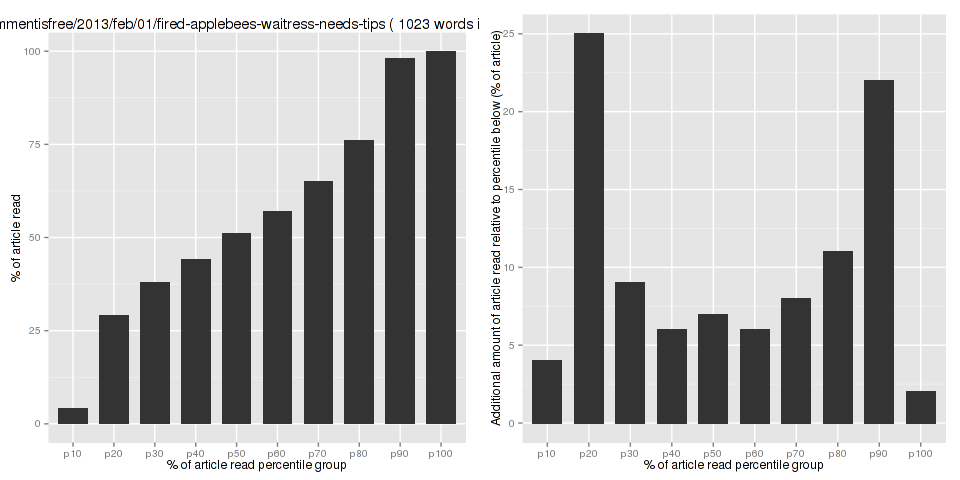 mmentisfree/2013/feb/01/fired-applebees-waitress-needs-tips ( 1023 words i
% of article read
100
75
50
25
0
p10 p20 p30 p40 p50 p60 p70 p80 p90 p100
% of article read percentile group
Additional amount of article read relative to percentile below (% of article)
25
20
15
10
5
0
p10 p20 p30 p40 p50 p60 p70 p80 p90 p100
% of article read percentile group